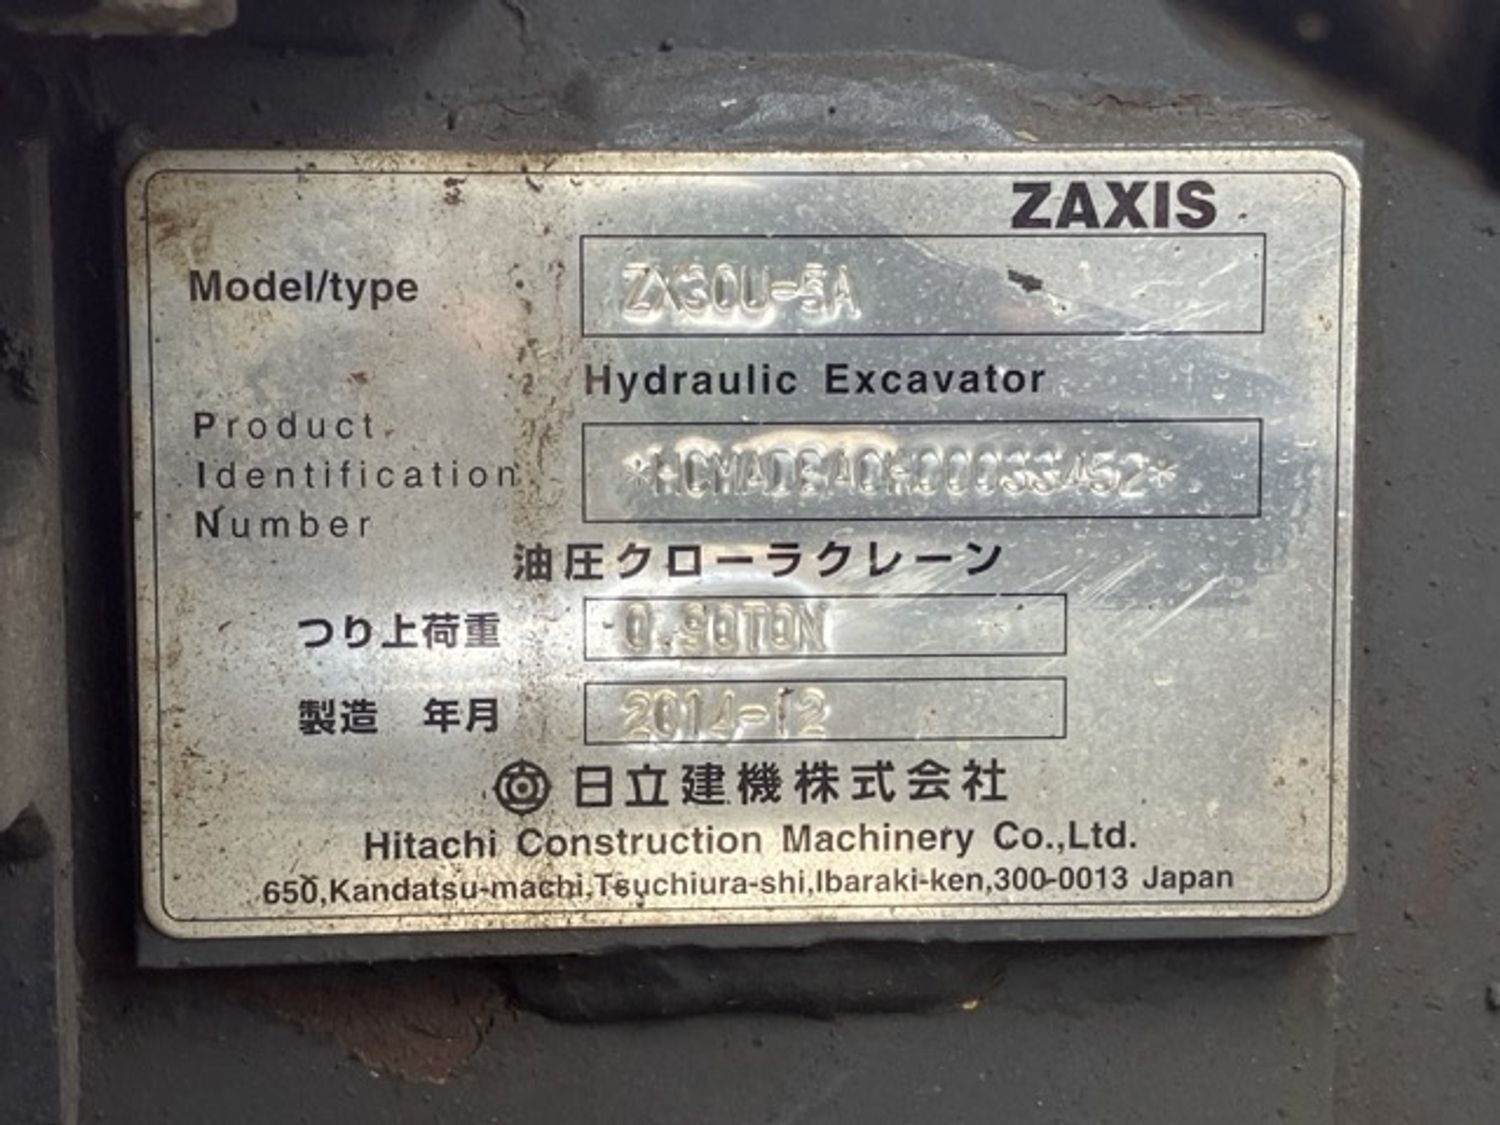 ZAXIS
Model/type ZX30U-5A
Hydraulic Excavator
Product
Identification
Number
油圧クローラクレーン
つり上荷重 0.90TON
製造 年月 2014-12
日立建機株式会社
Hitachi Construction Machinery Co.,Ltd.
650,Kandatsu-machi,Tsuchiura-shi,Ibaraki-ken,300-0013 Japan